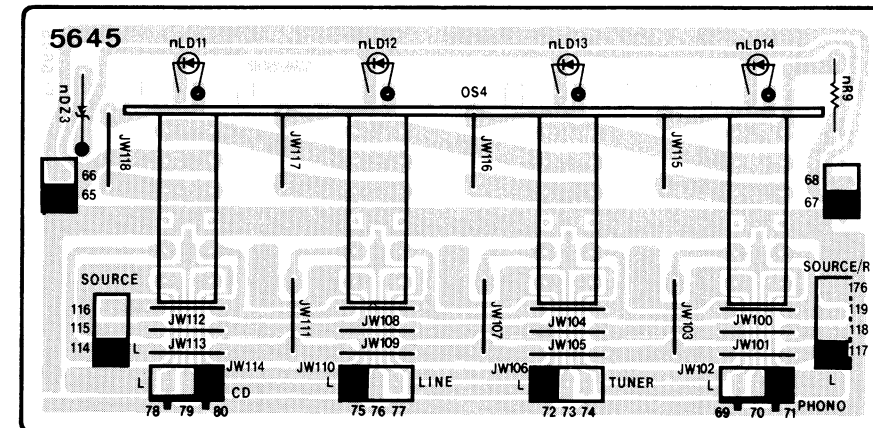 5645
nLD11
nLD12
nLD13
nLD14
nDZ3
OS4
nR9
JW118
JW117
JW116
JW115
66
65
68
67
SOURCE
SOURCE/R
116
115
114
L
JW112
JW113
JW114
JW111
JW108
JW109
JW110
JW107
JW104
JW105
JW106
JW103
JW100
JW101
JW102
176
119
118
117
L
L
CD
L
LINE
L
TUNER
L
PHONO
78 79 80
75 76 77
72 73 74
69 70 71